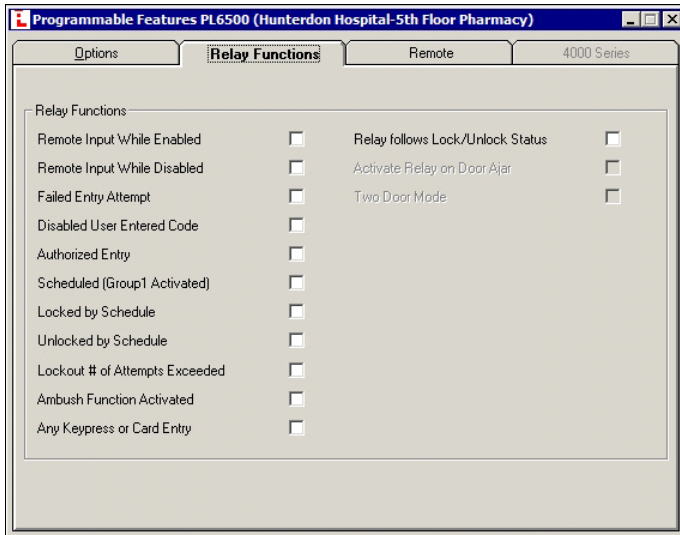 Programmable Features PL6500 (Hunterdon Hospital-5th Floor Pharmacy)
Options
Relay Functions
Remote
4000 Series
Relay Functions
Remote Input While Enabled
Remote Input While Disabled
Failed Entry Attempt
Disabled User Entered Code
Authorized Entry
Scheduled (Group1 Activated)
Locked by Schedule
Unlocked by Schedule
Lockout # of Attempts Exceeded
Ambush Function Activated
Any Keypress or Card Entry
Relay follows Lock/Unlock Status
Activate Relay on Door Ajar
Two Door Mode